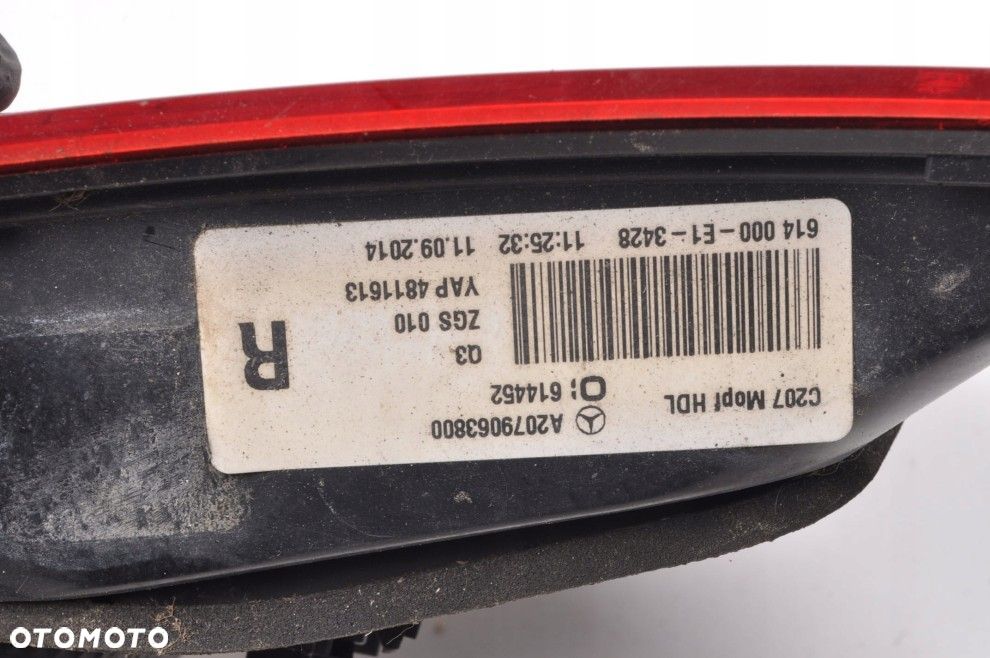 C207 Mopf HDL
A2079063800
614452
Q3
ZGS 010
YAP 4811613
R
614 000-E1-3428 11:25:32 11.09.2014
OTOMOTO